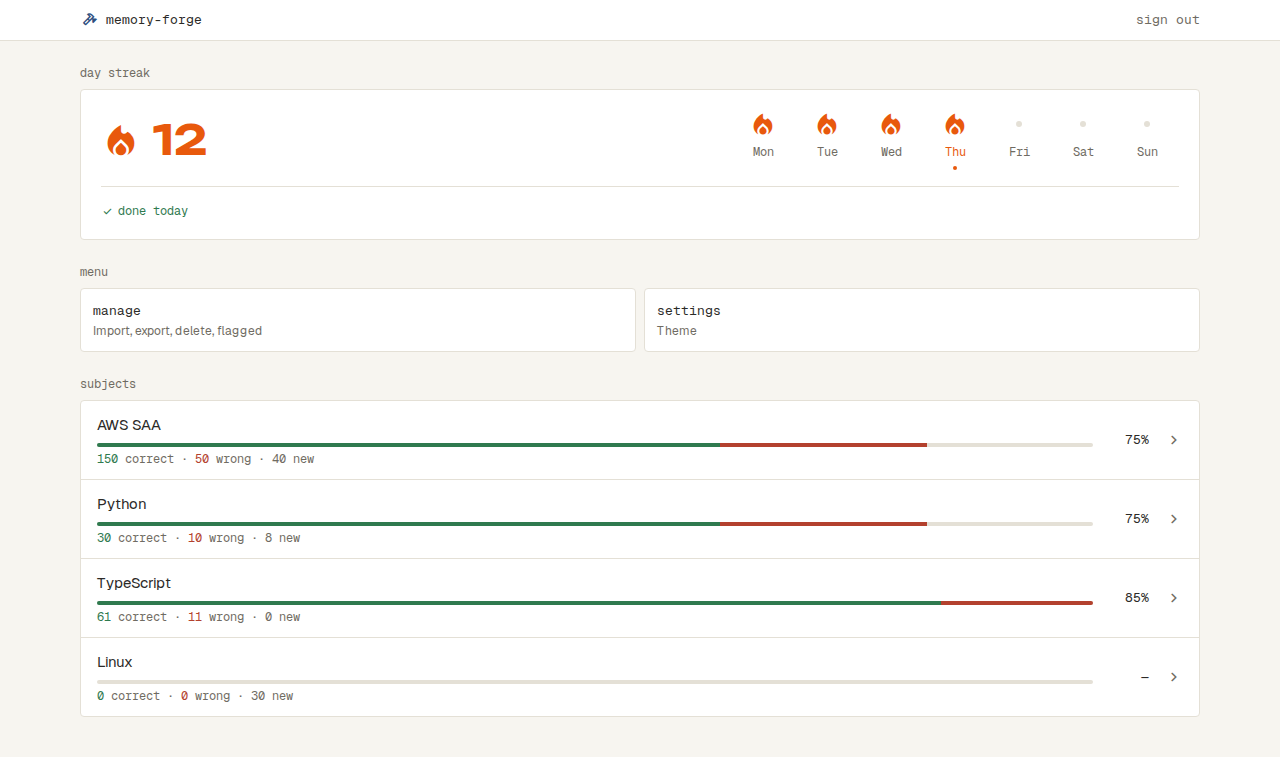 memory-forge
sign out
day streak
12
Mon Tue Wed Thu Fri Sat Sun
✓ done today
menu
manage
Import, export, delete, flagged
settings
Theme
subjects
AWS SAA
75%
150 correct · 50 wrong · 40 new
Python
75%
30 correct · 10 wrong · 8 new
TypeScript
85%
61 correct · 11 wrong · 0 new
Linux
–
0 correct · 0 wrong · 30 new